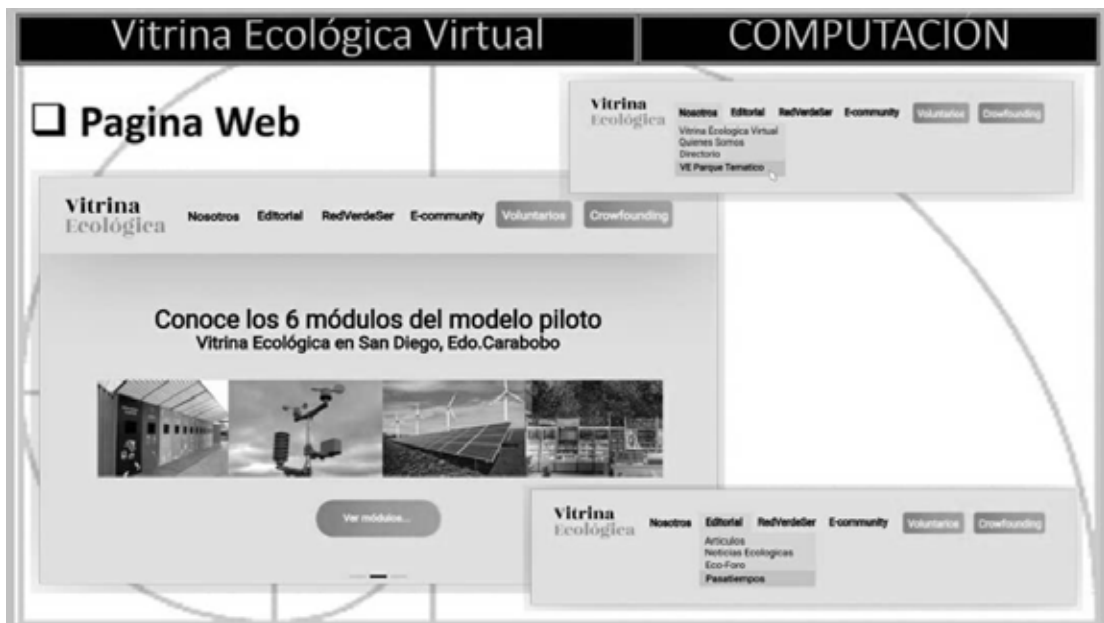 Vitrina Ecológica Virtual
COMPUTACIÓN
❑ Pagina Web
Vitrina
Ecológica
Nosotros Editorial RedVerdeSer E-community Voluntarios Crowfounding
Vitrina Ecologica Virtual
Quienes Somos
Directorio
VE Parque Tematico
Vitrina
Ecológica
Nosotros Editorial RedVerdeSer E-community Voluntarios Crowfounding
Conoce los 6 módulos del modelo piloto
Vitrina Ecológica en San Diego, Edo.Carabobo
Ver módulos...
Vitrina
Ecológica
Nosotros Editorial RedVerdeSer E-community Voluntarios Crowfounding
Articulos
Noticias Ecologicas
Eco-Foro
Pasatiempos